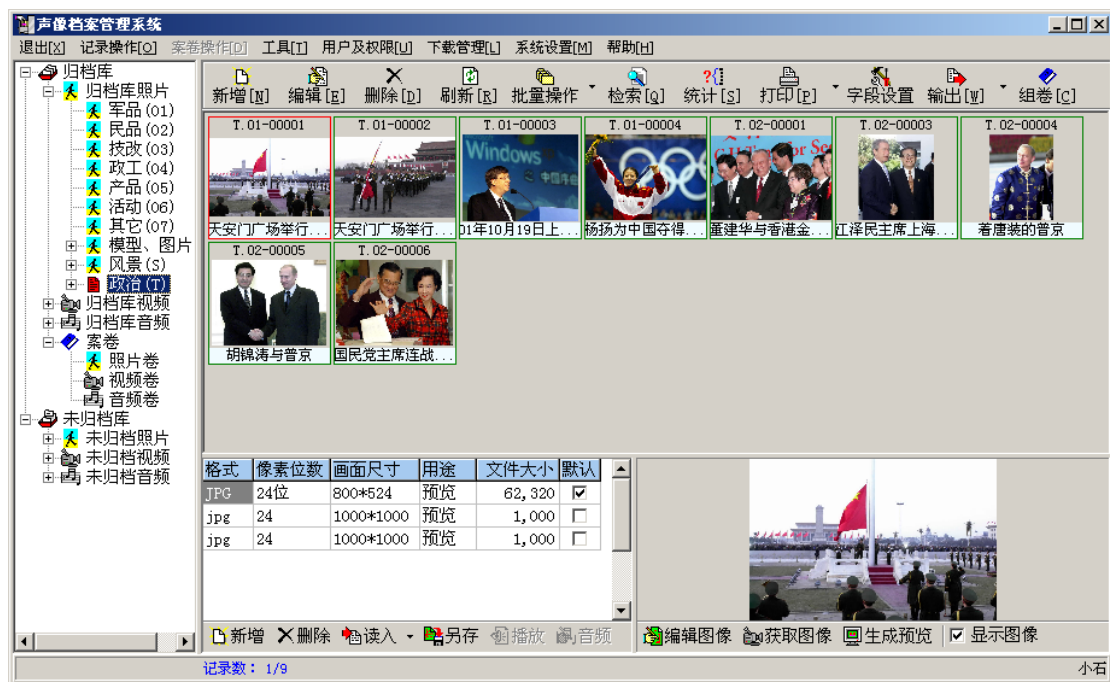 声像档案管理系统
退出[X] 记录操作[O] 案卷操作[D] 工具[T] 用户及权限[U] 下载管理[L] 系统设置[M] 帮助[H]
新增[N] 编辑[E] 删除[D] 刷新[R] 批量操作 检索[Q] 统计[S] 打印[P] 字段设置 输出[W] 组卷[C]
归档库
归档库照片
军品(01)
民品(02)
技改(03)
政工(04)
产品(05)
活动(06)
其它(07)
模型、图片
风景(S)
政治(T)
归档库视频
归档库音频
案卷
照片卷
视频卷
音频卷
未归档库
未归档照片
未归档视频
未归档音频
T.01-00001 T.01-00002 T.01-00003 T.01-00004 T.02-00001 T.02-00003 T.02-00004
Windows
天安门广场举行... 天安门广场举行... 01年10月19日上... 杨扬为中国夺得... 董建华与香港金... 江泽民主席上海... 着唐装的普京
T.02-00005 T.02-00006
胡锦涛与普京 国民党主席连战...
格式 像素位数 画面尺寸 用途 文件大小 默认
JPG 24位 800*524 预览 62,320
jpg 24 1000*1000 预览 1,000
jpg 24 1000*1000 预览 1,000
新增 删除 读入 另存 播放 音频
编辑图像 获取图像 生成预览 显示图像
记录数: 1/9 小石